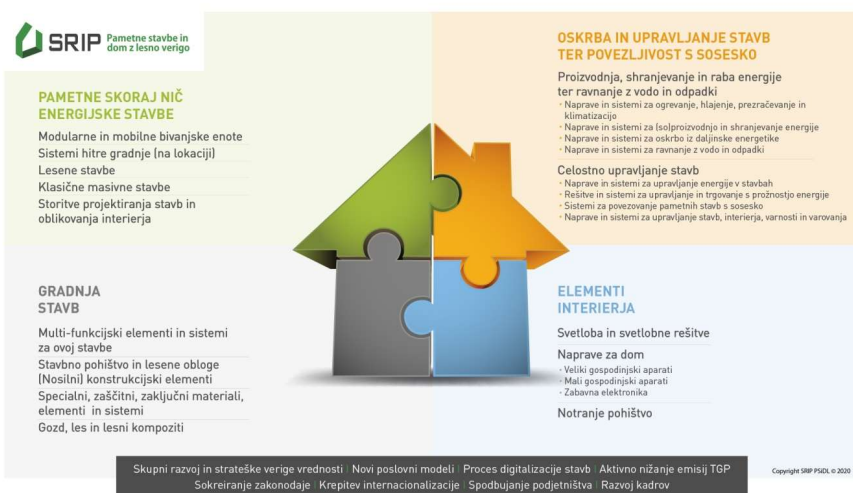 SRIP Pametne stavbe in
dom z lesno verigo
PAMETNE SKORAJ NIČ
ENERGIJSKE STAVBE
Modularne in mobilne bivanjske enote
Sistemi hitre gradnje (na lokaciji)
Lesene stavbe
Klasične masivne stavbe
Storitve projektiranja stavb in
oblikovanja interierja
OSKRBA IN UPRAVLJANJE STAVB
TER POVEZLJIVOST S SOSESKO
Proizvodnja, shranjevanje in raba energije
ter ravnanje z vodo in odpadki
• Naprave in sistemi za ogrevanje, hlajenje, prezračevanje in
klimatizacijo
• Naprave in sistemi za (so)proizvodnjo in shranjevanje energije
• Naprave in sistemi za oskrbo iz daljinske energetike
• Naprave in sistemi za ravnanje z vodo in odpadki
Celostno upravljanje stavb
• Naprave in sistemi za upravljanje energije v stavbah
• Rešitve in sistemi za upravljanje in trgovanje s prožnostjo energije
• Sistemi za povezovanje pametnih stavb s sosesko
• Naprave in sistemi za upravljanje stavb, interierja, varnosti in varovanja
GRADNJA
STAVB
Multi-funkcijski elementi in sistemi
za ovoj stavbe
Stavbno pohištvo in lesene obloge
(Nosilni) konstrukcijski elementi
Specialni, zaščitni, zaključni materiali,
elementi in sistemi
Gozd, les in lesni kompoziti
ELEMENTI
INTERIERJA
Svetloba in svetlobne rešitve
Naprave za dom
• Veliki gospodinjski aparati
• Mali gospodinjski aparati
• Zabavna elektronika
Notranje pohištvo
Skupni razvoj in strateške verige vrednosti | Novi poslovni modeli | Proces digitalizacije stavb | Aktivno nižanje emisij TGP
Sokreiranje zakonodaje | Krepitev internacionalizacije | Spodbujanje podjetništva | Razvoj kadrov
Copyright SRIP PSiDL © 2020